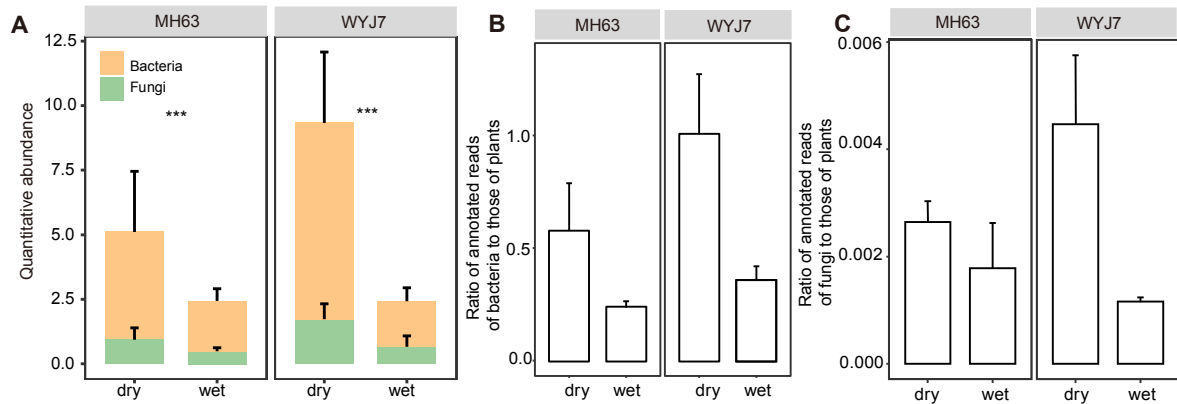 A
MH63
WYJ7
Quantitative abundance
12.5
10.0
7.5
5.0
2.5
0.0
Bacteria
Fungi
***
***
dry
wet
dry
wet
B
MH63
WYJ7
Ratio of annotated reads
of bacteria to those of plants
1.0
0.5
0.0
dry
wet
dry
wet
C
MH63
WYJ7
Ratio of annotated reads
of fungi to those of plants
0.006
0.004
0.002
0.000
dry
wet
dry
wet